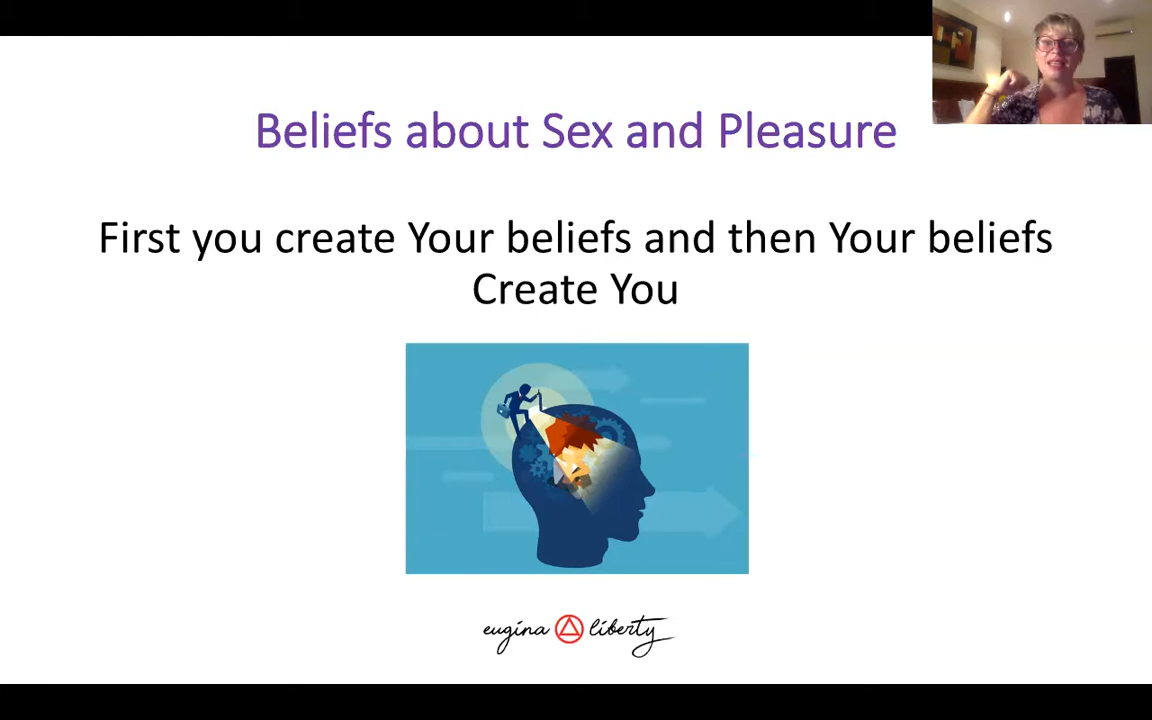 Beliefs about Sex and Pleasure
First you create Your beliefs and then Your beliefs
Create You
eugina liberty